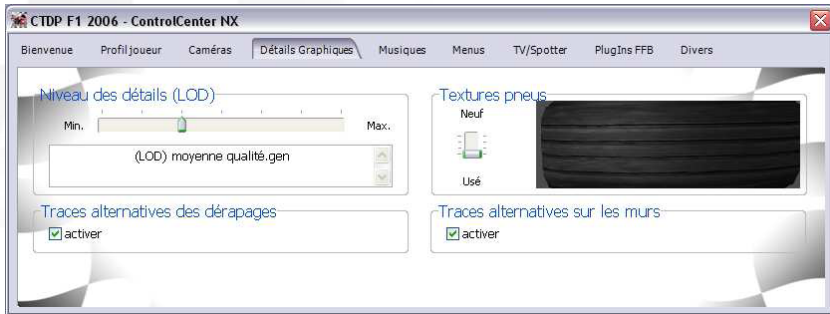 CTDP F1 2006 - ControlCenter NX
Bienvenue Profil joueur Caméras Détails Graphiques Musiques Menus TV/Spotter PlugIns FFB Divers
Niveau des détails (LOD)
Min. Max.
(LOD) moyenne qualité.gen
Textures pneus
Neuf
Usé
Traces alternatives des dérapages
activer
Traces alternatives sur les murs
activer